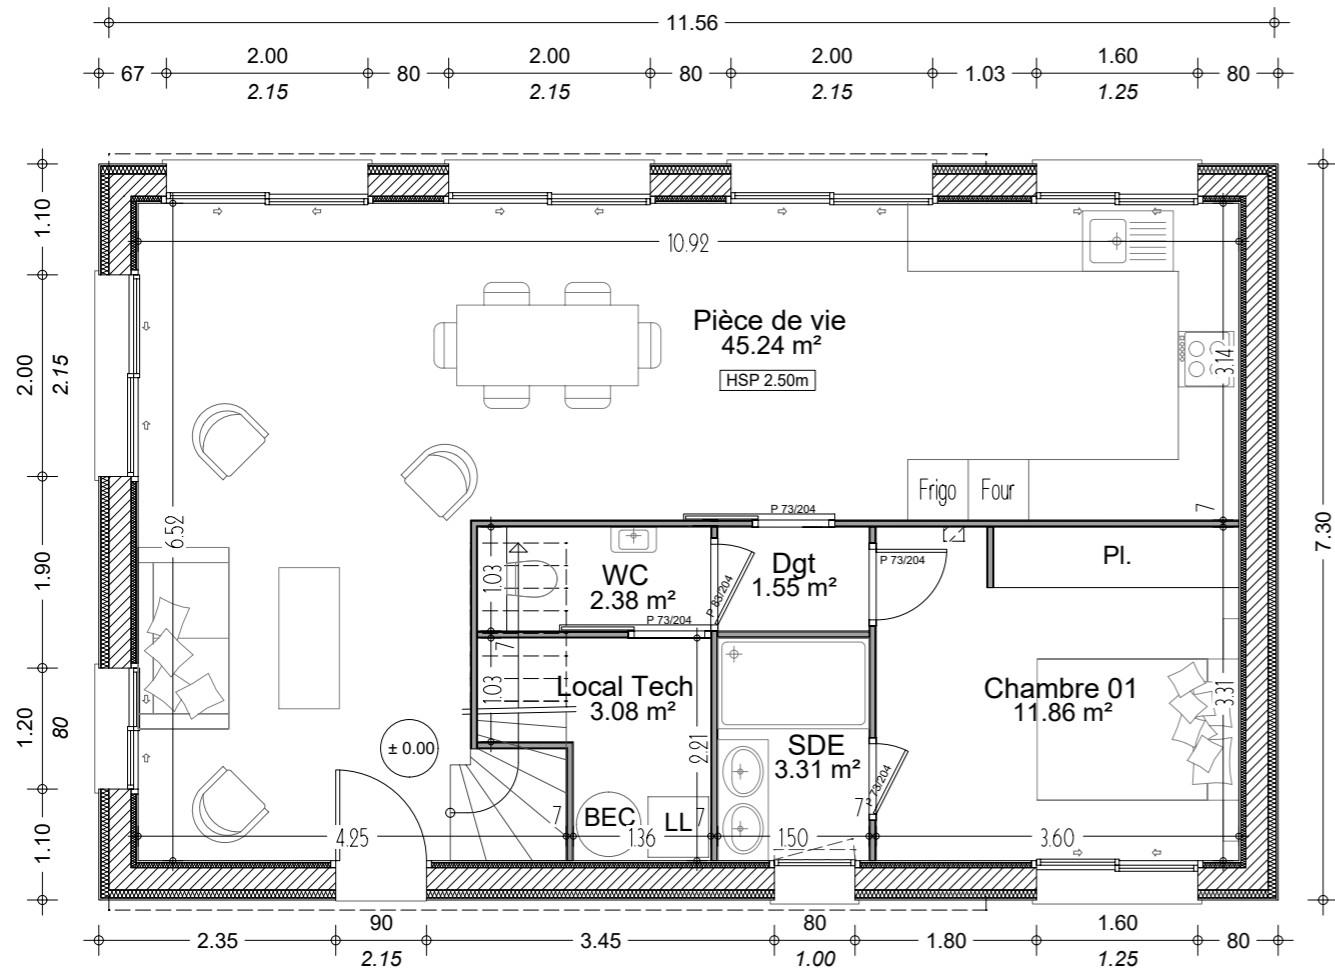 11.56
67
2.00
2.15
80
2.00
2.15
80
2.00
2.15
1.03
1.60
1.25
80
1.10
2.00
2.15
1.90
1.20
80
1.10
7.30
10.92
6.52
Pièce de vie
45.24 m²
HSP 2.50m
3.14
Frigo
Four
7
P 73/204
WC
2.38 m²
1.03
P 83/204
P 73/204
Dgt
1.55 m²
P 73/204
Pl.
7
1.03
Local Tech
3.08 m²
2.21
± 0.00
SDE
3.31 m²
P 73/204
Chambre 01
11.86 m²
3.31
BEC
LL
4.25
7
1.36
7
1.50
7
3.60
2.35
90
2.15
3.45
80
1.00
1.80
1.60
1.25
80